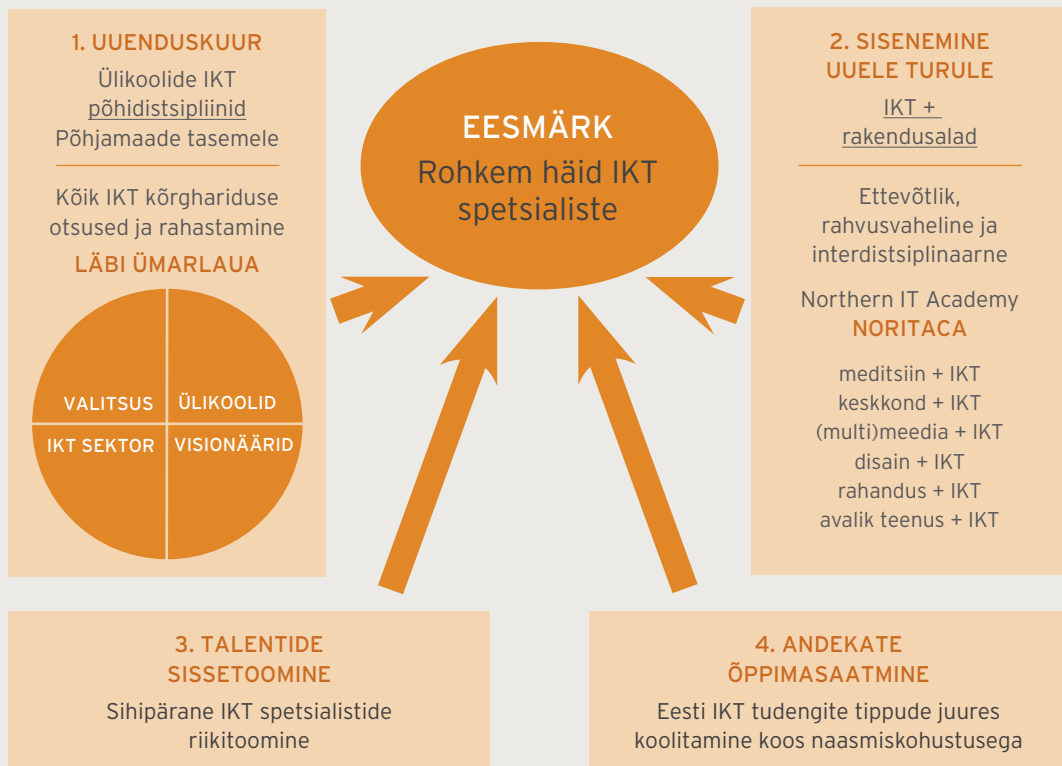 1. UUENDUSKUUR
Ülikoolide IKT
põhidistsipliinid
Põhjamaade tasemele
Kõik IKT kõrghariduse
otsused ja rahastamine
LÄBI ÜMARLAUA
VALITSUS
ÜLIKOOLID
IKT SEKTOR
VISIONÄÄRID
EESMÄRK
Rohkem häid IKT
spetsialiste
2. SISENEMINE
UUELE TURULE
IKT +
rakendusalad
Ettevõtlik,
rahvusvaheline ja
interdistsiplinaarne
Northern IT Academy
NORITACA
meditsiin + IKT
keskkond + IKT
(multi)meedia + IKT
disain + IKT
rahandus + IKT
avalik teenus + IKT
3. TALENTIDE
SISSETOOMINE
Sihipärane IKT spetsialistide
riikitoomine
4. ANDEKATE
ÕPPIMASAATMINE
Eesti IKT tudengite tippude juures
koolitamine koos naasmiskohustusega